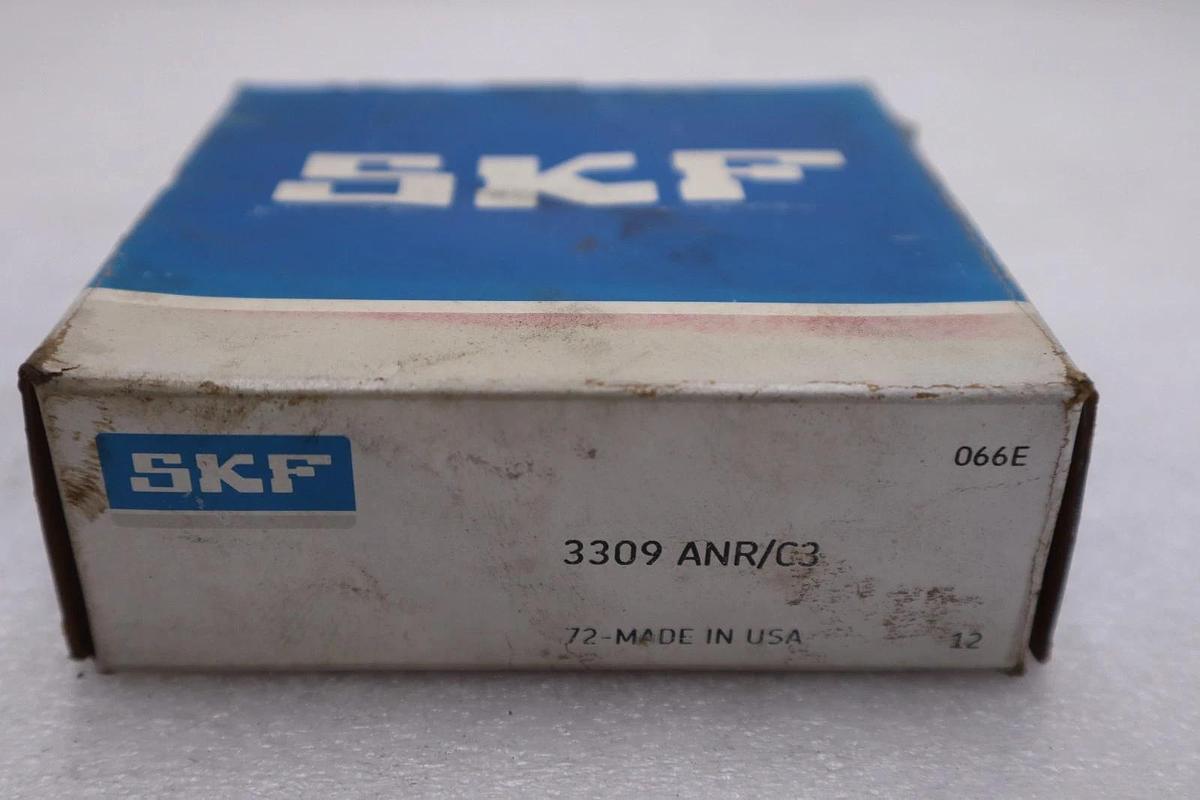 SKF
SKF
066E
3309 ANR/C3
72-MADE IN USA
12